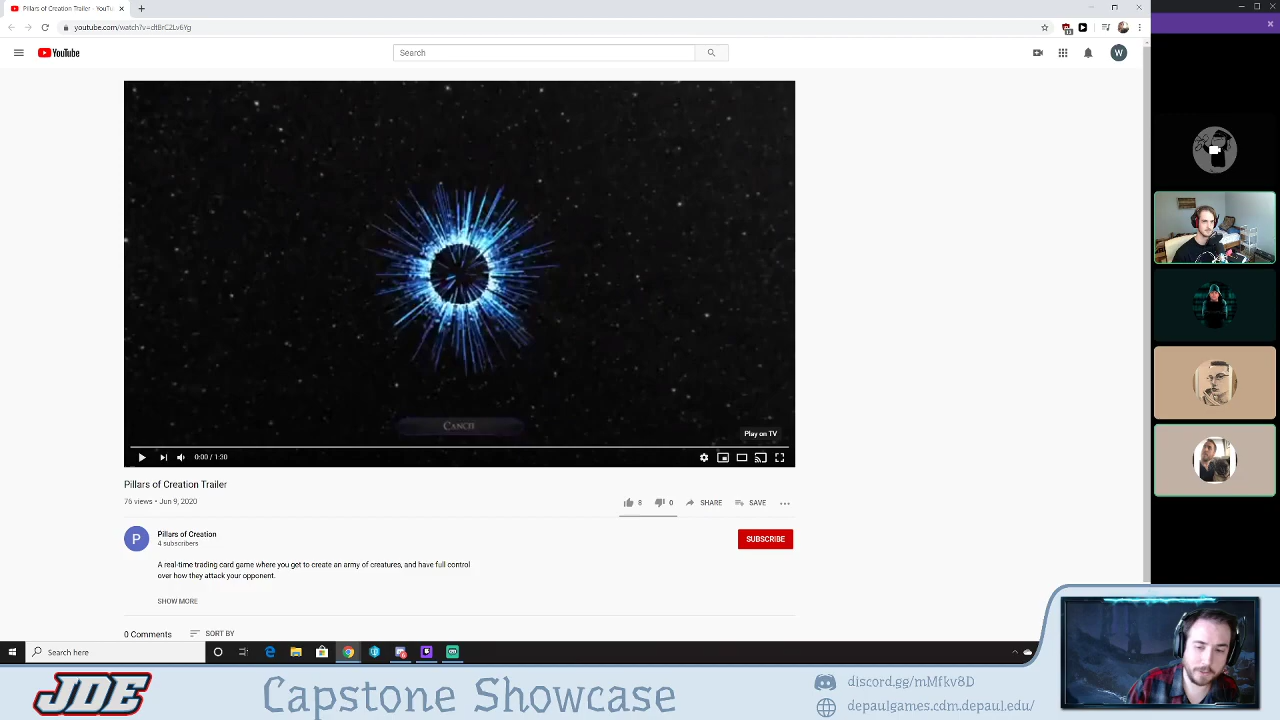 Pillars of Creation Trailer - YouTu
youtube.com/watch?v=dtBrC2Lv6Yg
YouTube
Search
W
Cancel
Play on TV
0:00 / 1:30
Pillars of Creation Trailer
76 views • Jun 9, 2020
8
0
SHARE
SAVE
P
Pillars of Creation
4 subscribers
SUBSCRIBE
A real-time trading card game where you get to create an army of creatures, and have full control
over how they attack your opponent.
SHOW MORE
0 Comments
SORT BY
Search here
JDE
Capstone Showcase
discord.gg/mMfkv8D
depaulgames.cdm.depaul.edu/